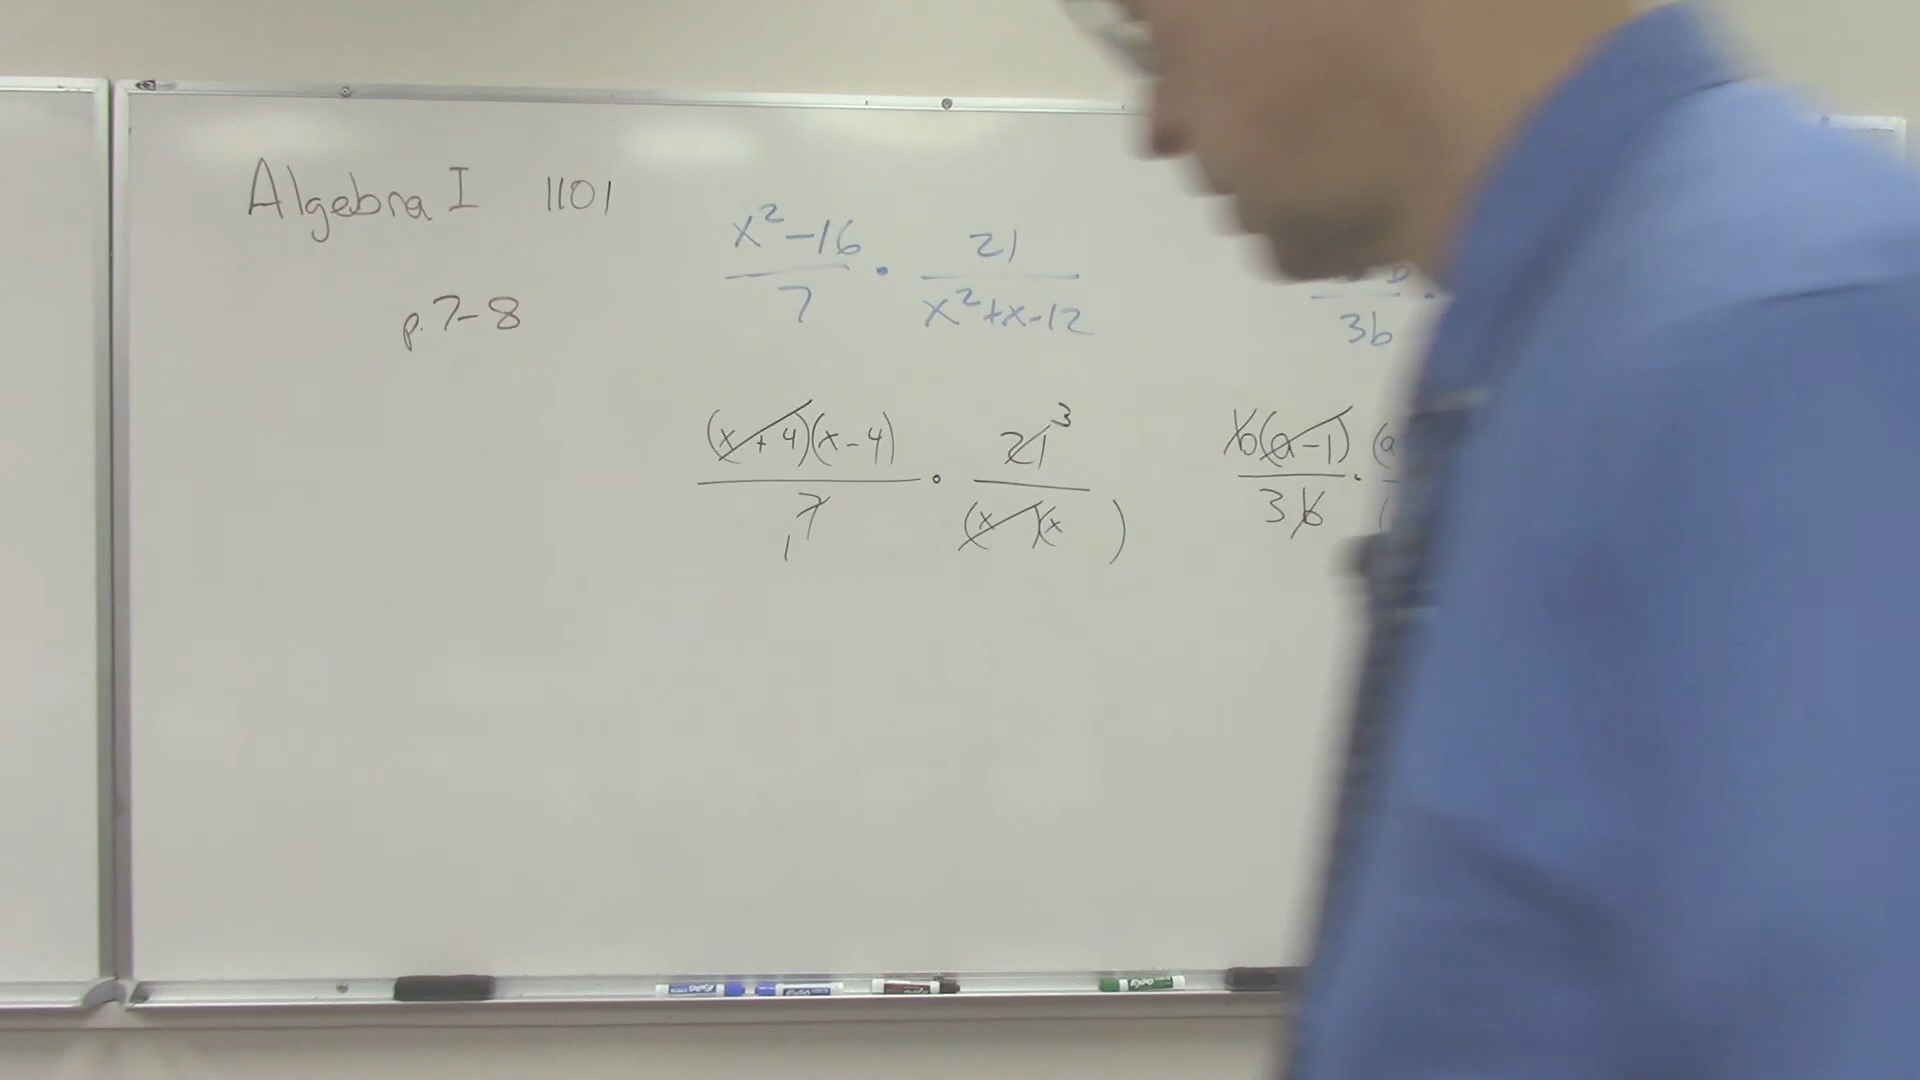 Algebra I 1101
p. 7-8
x² - 16 / 7 · 21 / x² + x - 12
3b
(x + 4)(x - 4) / 7 1 · 21 3 / (x )(x )
b(a - 1) / 3b · (a
EXPO